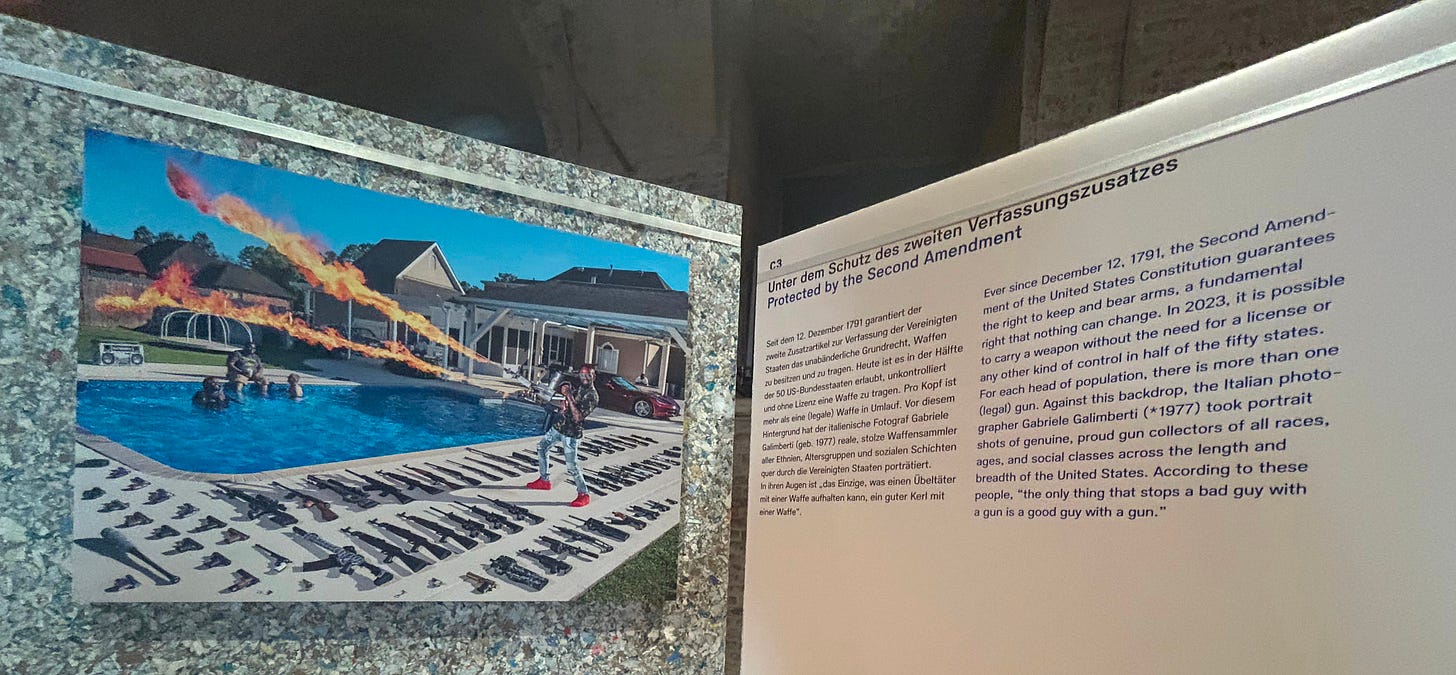 C3
Unter dem Schutz des zweiten Verfassungszusatzes
Protected by the Second Amendment
Seit dem 12. Dezember 1791 garantiert der
zweite Zusatzartikel zur Verfassung der Vereinigten
Staaten das unabänderliche Grundrecht, Waffen
zu besitzen und zu tragen. Heute ist es in der Hälfte
der 50 US-Bundesstaaten erlaubt, unkontrolliert
und ohne Lizenz eine Waffe zu tragen. Pro Kopf ist
mehr als eine (legale) Waffe in Umlauf. Vor diesem
Hintergrund hat der italienische Fotograf Gabriele
Galimberti (geb. 1977) reale, stolze Waffensammler
aller Ethnien, Altersgruppen und sozialen Schichten
quer durch die Vereinigten Staaten porträtiert.
In ihren Augen ist „das Einzige, was einen Übeltäter
mit einer Waffe aufhalten kann, ein guter Kerl mit
einer Waffe“.
Ever since December 12, 1791, the Second Amend-
ment of the United States Constitution guarantees
the right to keep and bear arms, a fundamental
right that nothing can change. In 2023, it is possible
to carry a weapon without the need for a license or
any other kind of control in half of the fifty states.
For each head of population, there is more than one
(legal) gun. Against this backdrop, the Italian photo-
grapher Gabriele Galimberti (*1977) took portrait
shots of genuine, proud gun collectors of all races,
ages, and social classes across the length and
breadth of the United States. According to these
people, “the only thing that stops a bad guy with
a gun is a good guy with a gun.”